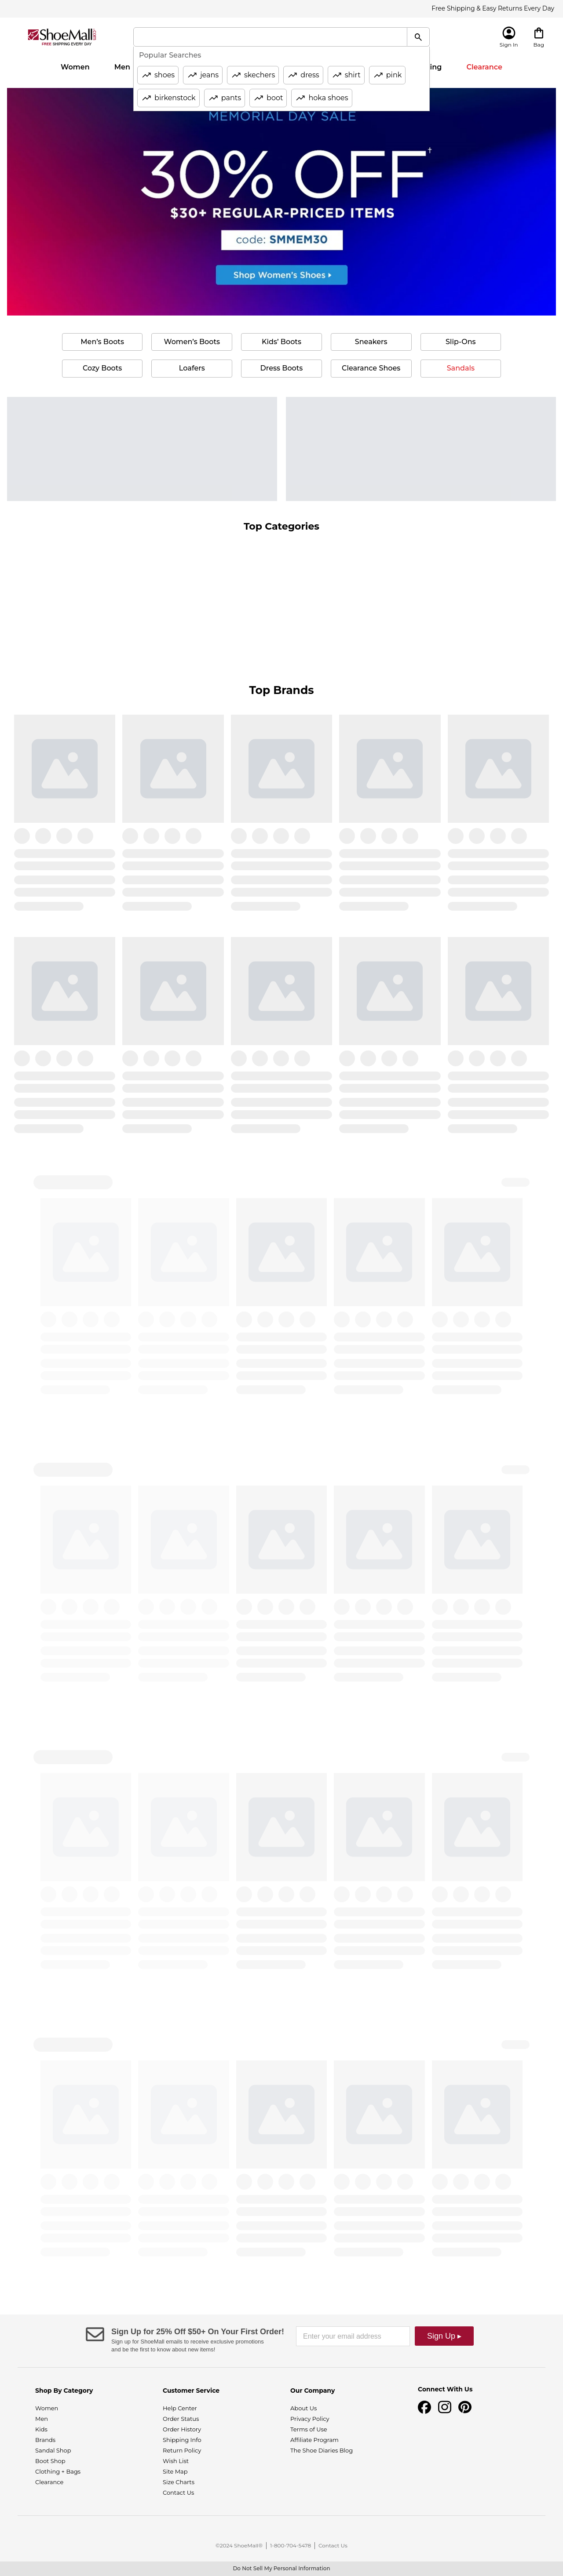 Free Shipping & Easy Returns Every Day
ShoeMall
FREE SHIPPING EVERY DAY
Sign In
Bag
Popular Searches
shoes
jeans
skechers
dress
shirt
pink
birkenstock
pants
boot
hoka shoes
Women
Men
ing
Clearance
MEMORIAL DAY SALE
30% OFF†
$30+ REGULAR-PRICED ITEMS
code: SMMEM30
Shop Women's Shoes ▸
Men's Boots
Women's Boots
Kids' Boots
Sneakers
Slip-Ons
Cozy Boots
Loafers
Dress Boots
Clearance Shoes
Sandals
Top Categories
Top Brands
Sign Up for 25% Off $50+ On Your First Order!
Sign up for ShoeMall emails to receive exclusive promotions
and be the first to know about new items!
Enter your email address
Sign Up ▸
Shop By Category
Women
Men
Kids
Brands
Sandal Shop
Boot Shop
Clothing + Bags
Clearance
Customer Service
Help Center
Order Status
Order History
Shipping Info
Return Policy
Wish List
Site Map
Size Charts
Contact Us
Our Company
About Us
Privacy Policy
Terms of Use
Affiliate Program
The Shoe Diaries Blog
Connect With Us
©2024 ShoeMall® | 1-800-704-5478 | Contact Us
Do Not Sell My Personal Information